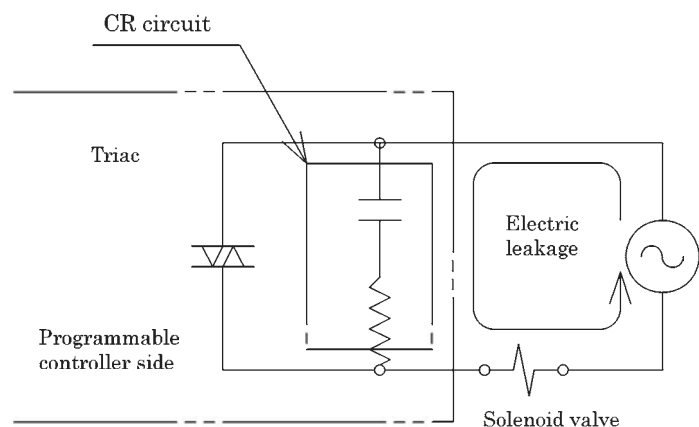 CR circuit
Triac
Electric
leakage
Programmable
controller side
Solenoid valve